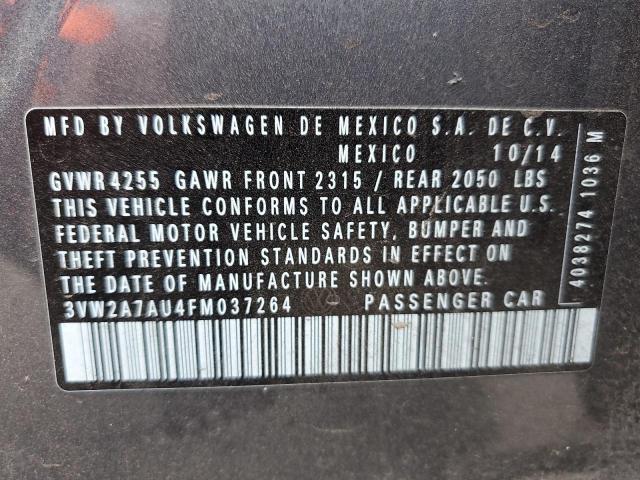 MFD BY VOLKSWAGEN DE MEXICO S.A. DE C.V.
MEXICO 10/14
GVWR4255 GAWR FRONT 2315 / REAR 2050 LBS
THIS VEHICLE CONFORMS TO ALL APPLICABLE U.S.
FEDERAL MOTOR VEHICLE SAFETY, BUMPER AND
THEFT PREVENTION STANDARDS IN EFFECT ON
THE DATE OF MANUFACTURE SHOWN ABOVE.
3VW2A7AU4FM037264 PASSENGER CAR
4038274 1036 M